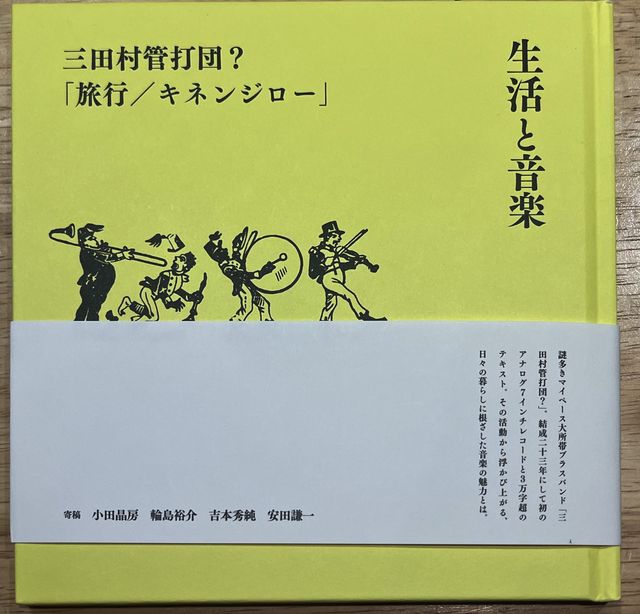 三田村管打団？
「旅行／キネンジロー」
生活と音楽
謎多きマイペース大所帯ブラスバンド「三
田村管打団？」。結成二十三年にして初の
アナログ7インチレコードと3万字超の
テキスト。その活動から浮かび上がる、
日々の暮らしに根ざした音楽の魅力とは。
寄稿 小田晶房 輪島裕介 吉本秀純 安田謙一